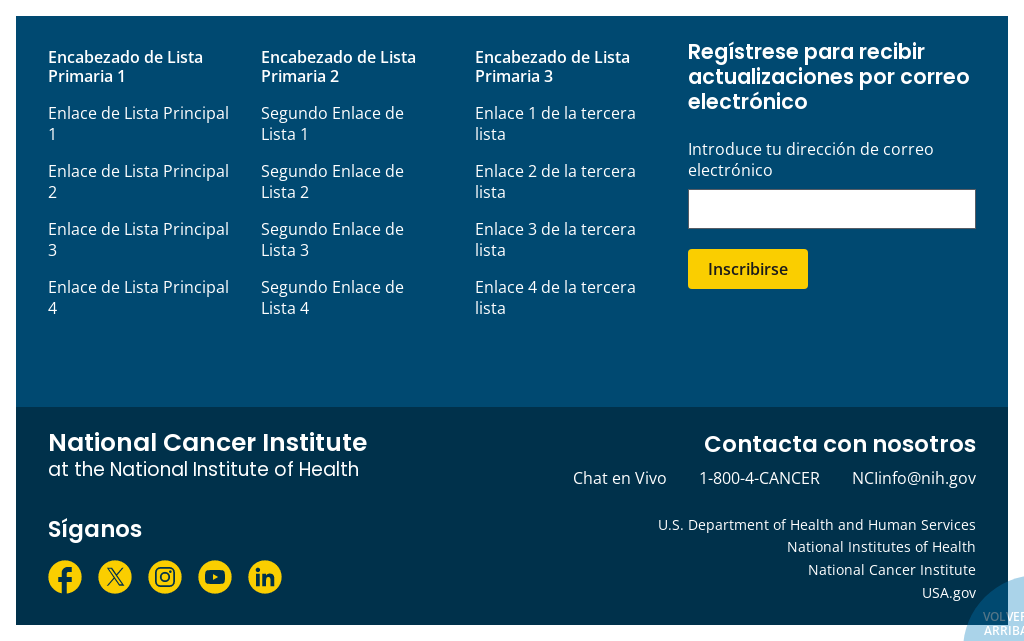 Encabezado de Lista
Primaria 1
Enlace de Lista Principal
1
Enlace de Lista Principal
2
Enlace de Lista Principal
3
Enlace de Lista Principal
4
Encabezado de Lista
Primaria 2
Segundo Enlace de
Lista 1
Segundo Enlace de
Lista 2
Segundo Enlace de
Lista 3
Segundo Enlace de
Lista 4
Encabezado de Lista
Primaria 3
Enlace 1 de la tercera
lista
Enlace 2 de la tercera
lista
Enlace 3 de la tercera
lista
Enlace 4 de la tercera
lista
Regístrese para recibir
actualizaciones por correo
electrónico
Introduce tu dirección de correo
electrónico
Inscribirse
National Cancer Institute
at the National Institute of Health
Síganos
Contacta con nosotros
Chat en Vivo 1-800-4-CANCER NCIinfo@nih.gov
U.S. Department of Health and Human Services
National Institutes of Health
National Cancer Institute
USA.gov
VOLVER
ARRIBA